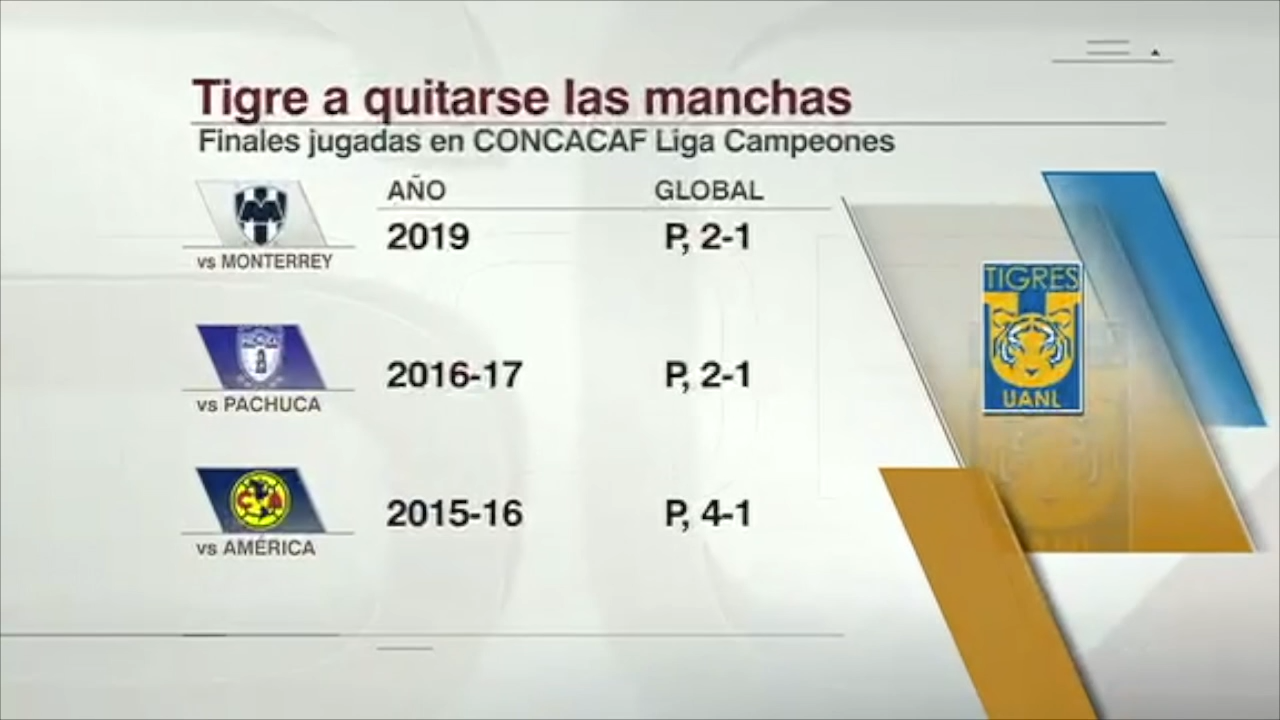 Tigre a quitarse las manchas
Finales jugadas en CONCACAF Liga Campeones
AÑO GLOBAL
vs MONTERREY 2019 P, 2-1
vs PACHUCA 2016-17 P, 2-1
vs AMÉRICA 2015-16 P, 4-1
TIGRES
UANL